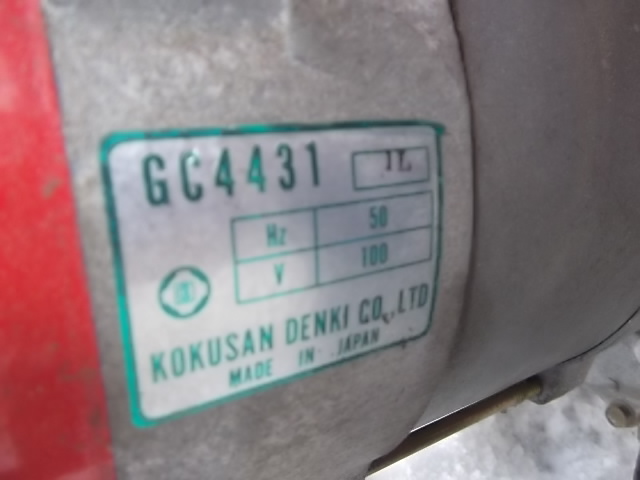 GC4431 1L
Hz 50
V 100
KOKUSAN DENKI CO.,LTD
MADE IN JAPAN